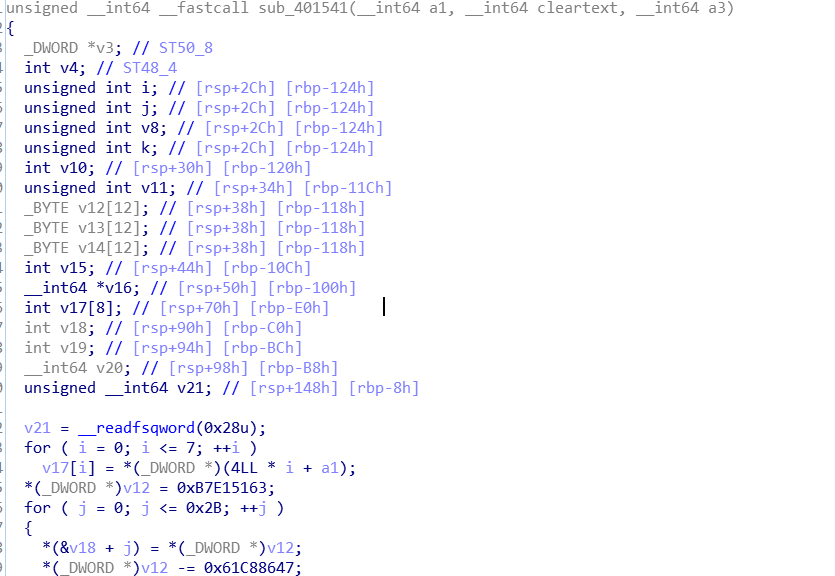 unsigned __int64 __fastcall sub_401541(__int64 a1, __int64 cleartext, __int64 a3)
{
_DWORD *v3; // ST50_8
int v4; // ST48_4
unsigned int i; // [rsp+2Ch] [rbp-124h]
unsigned int j; // [rsp+2Ch] [rbp-124h]
unsigned int v8; // [rsp+2Ch] [rbp-124h]
unsigned int k; // [rsp+2Ch] [rbp-124h]
int v10; // [rsp+30h] [rbp-120h]
unsigned int v11; // [rsp+34h] [rbp-11Ch]
_BYTE v12[12]; // [rsp+38h] [rbp-118h]
_BYTE v13[12]; // [rsp+38h] [rbp-118h]
_BYTE v14[12]; // [rsp+38h] [rbp-118h]
int v15; // [rsp+44h] [rbp-10Ch]
__int64 *v16; // [rsp+50h] [rbp-100h]
int v17[8]; // [rsp+70h] [rbp-E0h]
int v18; // [rsp+90h] [rbp-C0h]
int v19; // [rsp+94h] [rbp-BCh]
__int64 v20; // [rsp+98h] [rbp-B8h]
unsigned __int64 v21; // [rsp+148h] [rbp-8h]
v21 = __readfsqword(0x28u);
for ( i = 0; i <= 7; ++i )
v17[i] = *(_DWORD *)(4LL * i + a1);
*(_DWORD *)v12 = 0xB7E15163;
for ( j = 0; j <= 0x2B; ++j )
{
*(&v18 + j) = *(_DWORD *)v12;
*(_DWORD *)v12 -= 0x61C88647;